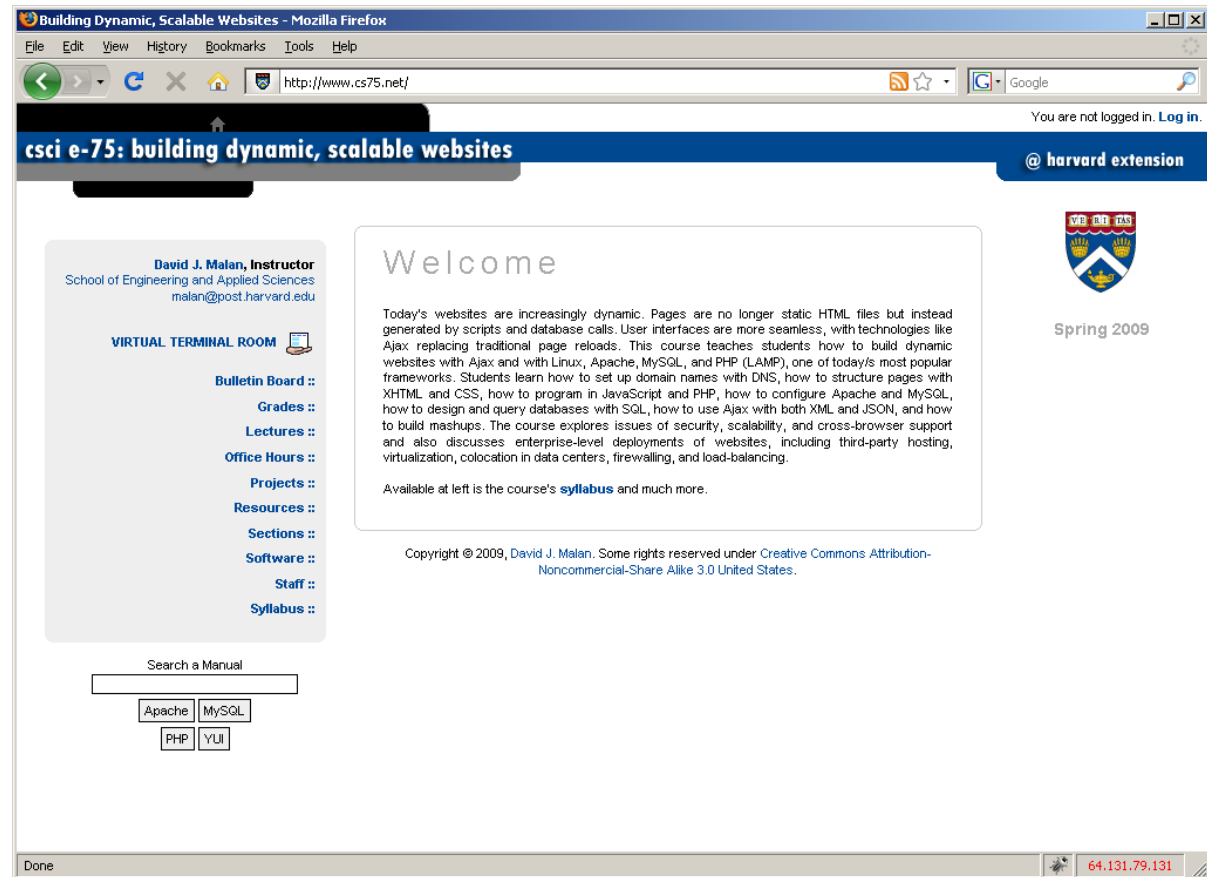 Building Dynamic, Scalable Websites - Mozilla Firefox
File Edit View History Bookmarks Tools Help
http://www.cs75.net/
G Google
You are not logged in. Log in.
csci e-75: building dynamic, scalable websites
@ harvard extension
VE RI TAS
Spring 2009
David J. Malan, Instructor
School of Engineering and Applied Sciences
malan@post.harvard.edu
VIRTUAL TERMINAL ROOM
Bulletin Board ::
Grades ::
Lectures ::
Office Hours ::
Projects ::
Resources ::
Sections ::
Software ::
Staff ::
Syllabus ::
Search a Manual
Apache MySQL
PHP YUI
Welcome
Today's websites are increasingly dynamic. Pages are no longer static HTML files but instead
generated by scripts and database calls. User interfaces are more seamless, with technologies like
Ajax replacing traditional page reloads. This course teaches students how to build dynamic
websites with Ajax and with Linux, Apache, MySQL, and PHP (LAMP), one of today/s most popular
frameworks. Students learn how to set up domain names with DNS, how to structure pages with
XHTML and CSS, how to program in JavaScript and PHP, how to configure Apache and MySQL,
how to design and query databases with SQL, how to use Ajax with both XML and JSON, and how
to build mashups. The course explores issues of security, scalability, and cross-browser support
and also discusses enterprise-level deployments of websites, including third-party hosting,
virtualization, colocation in data centers, firewalling, and load-balancing.
Available at left is the course's syllabus and much more.
Copyright © 2009, David J. Malan. Some rights reserved under Creative Commons Attribution-
Noncommercial-Share Alike 3.0 United States.
Done
64.131.79.131